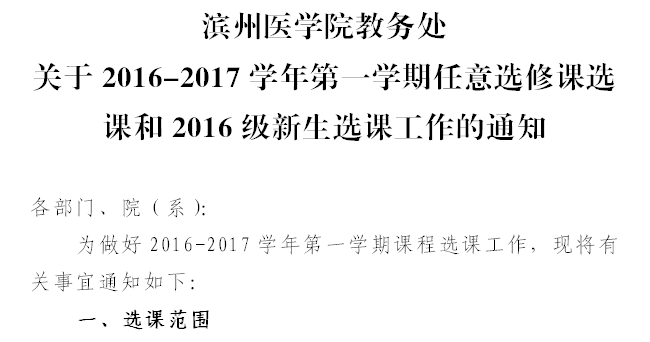 滨州医学院教务处
关于 2016-2017 学年第一学期任意选修课选
课和 2016 级新生选课工作的通知
各部门、院（系）：
为做好 2016-2017 学年第一学期课程选课工作，现将有
关事宜通知如下：
一、选课范围